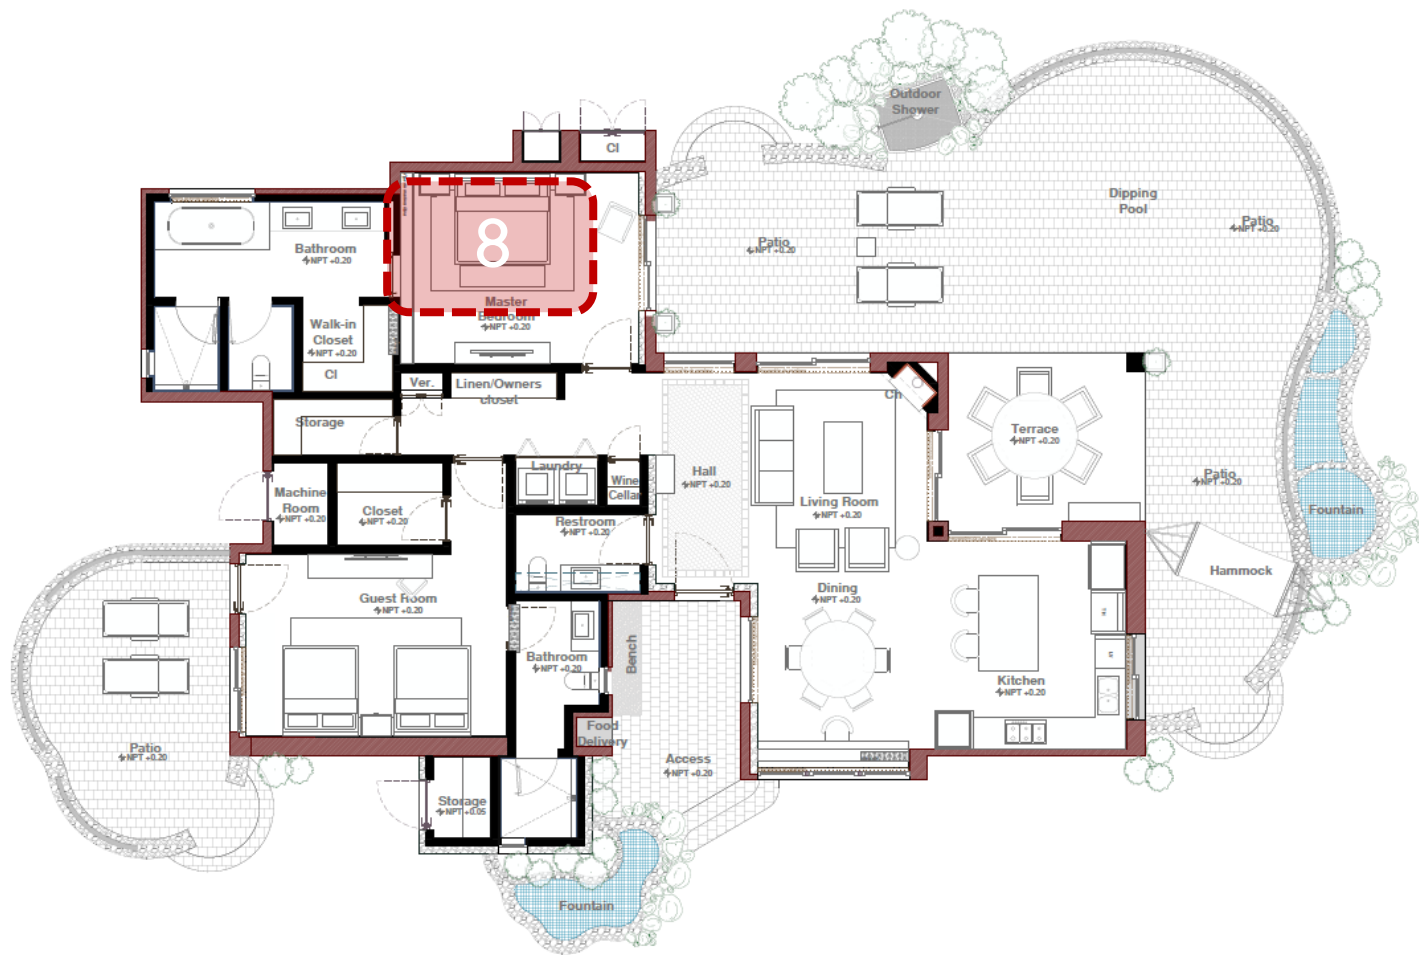 Outdoor
Shower
Cl
Dipping
Pool
8
Patio
NPT +0.20
Patio
NPT +0.20
Bathroom
NPT +0.20
Master
Bedroom
NPT +0.20
Walk-in
Closet
NPT +0.20
Cl
Ver.
Linen/Owners
closet
Ch
Storage
Terrace
NPT +0.20
Laundry
Wine
Cellar
Hall
NPT +0.20
Patio
NPT +0.20
Machine
Room
NPT +0.20
Closet
NPT +0.20
Living Room
NPT +0.20
Restroom
NPT +0.20
Fountain
Hammock
Guest Room
NPT +0.20
Dining
NPT +0.20
Bench
Bathroom
NPT +0.20
Kitchen
NPT +0.20
Food
Delivery
Patio
NPT +0.20
Access
NPT +0.20
Storage
NPT +0.05
Fountain